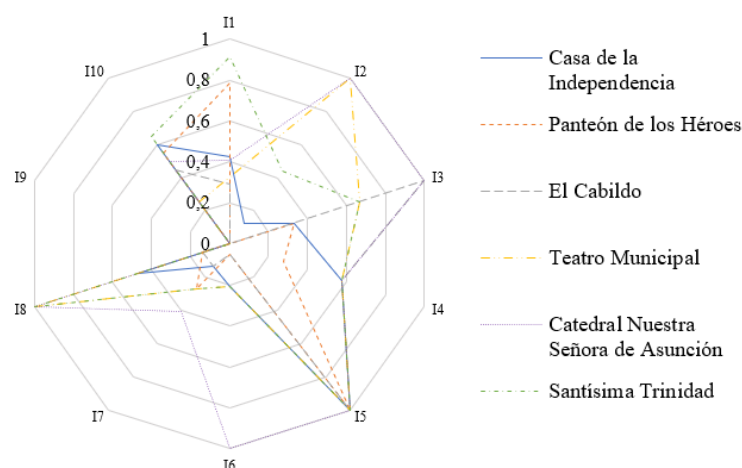 I1
1
I10
I2
0,8
0,6
0,4
I9
I3
0,2
0
I8
I4
I7
I5
I6
Casa de la
Independencia
Panteón de los Héroes
El Cabildo
Teatro Municipal
Catedral Nuestra
Señora de Asunción
Santísima Trinidad